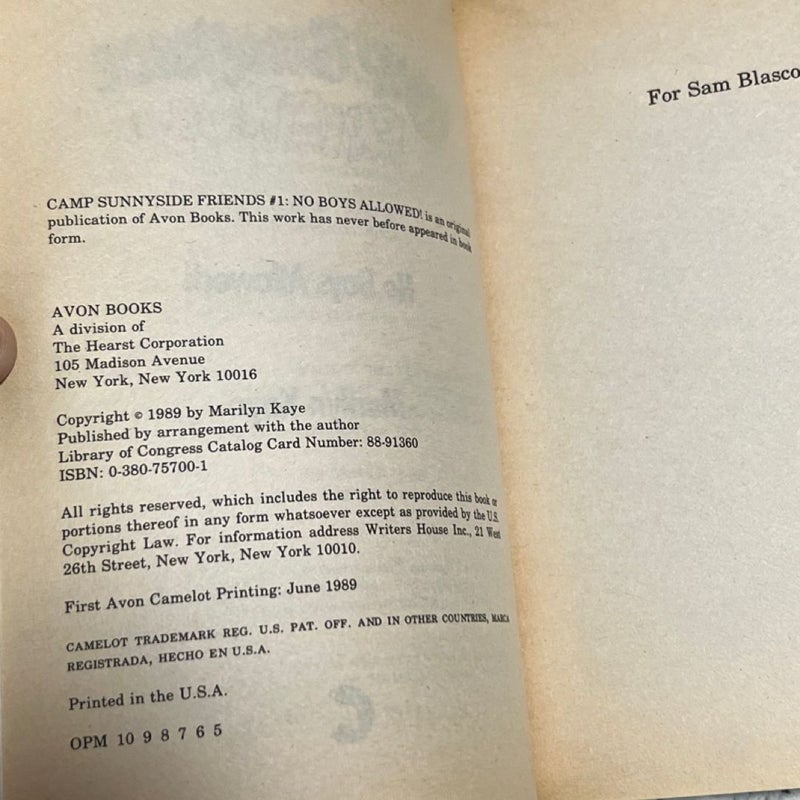 CAMP SUNNYSIDE FRIENDS #1: NO BOYS ALLOWED! is an original
publication of Avon Books. This work has never before appeared in book
form.
AVON BOOKS
A division of
The Hearst Corporation
105 Madison Avenue
New York, New York 10016
Copyright © 1989 by Marilyn Kaye
Published by arrangement with the author
Library of Congress Catalog Card Number: 88-91360
ISBN: 0-380-75700-1
All rights reserved, which includes the right to reproduce this book or
portions thereof in any form whatsoever except as provided by the U.S.
Copyright Law. For information address Writers House Inc., 21 West
26th Street, New York, New York 10010.
First Avon Camelot Printing: June 1989
CAMELOT TRADEMARK REG. U.S. PAT. OFF. AND IN OTHER COUNTRIES, MARCA
REGISTRADA, HECHO EN U.S.A.
Printed in the U.S.A.
OPM 10 9 8 7 6 5
For Sam Blasco